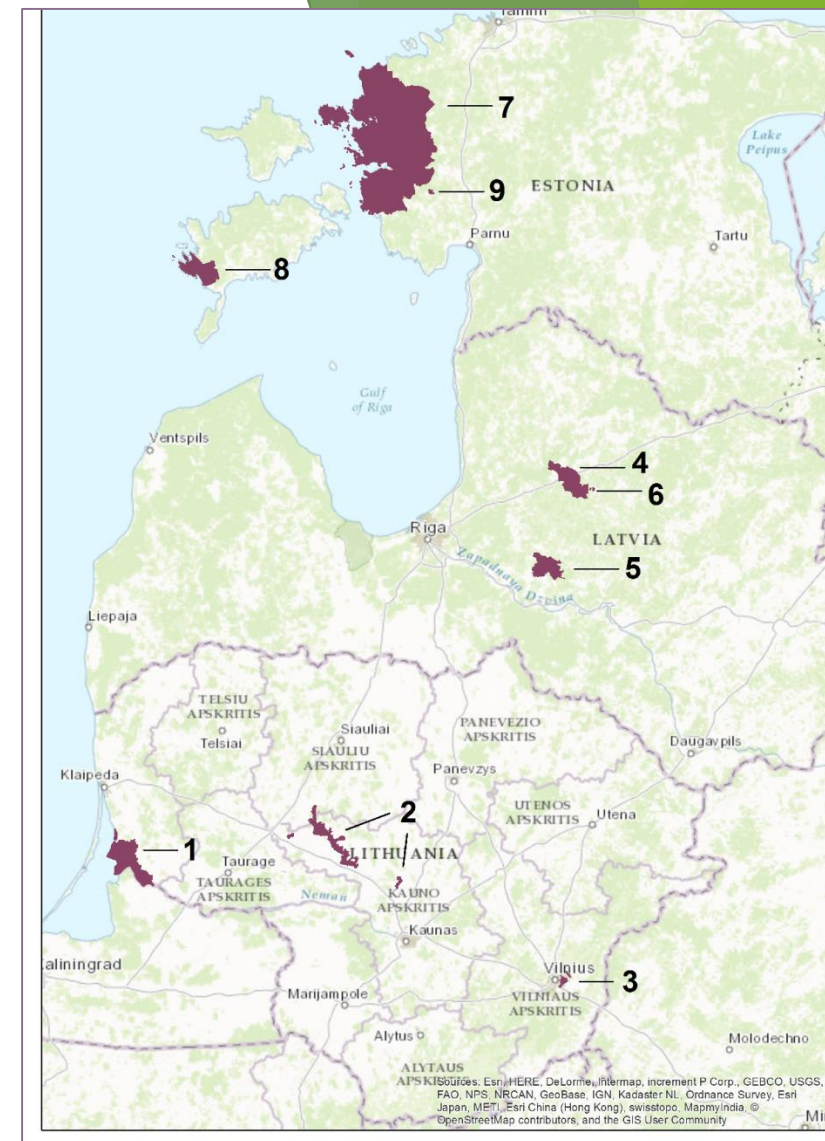 7
Lake
Peipus
ESTONIA
9
Parnu
Tartu
8
Gulf
of Riga
Ventspils
4
6
Riga
LATVIA
5
Zapadnaya Dzvina
Liepaja
TELSIU
APSKRITIS
Telsiai
Siauliai
SIAULIU
APSKRITIS
PANEVEZIO
APSKRITIS
Daugavpils
Klaipeda
Panevzys
UTENOS
APSKRITIS
Utena
2
1
LITHUANIA
Taurage
TAURAGES
APSKRITIS
Neman
KAUNO
APSKRITIS
Kaunas
aliningrad
Vilnius
3
VILNIAUS
APSKRITIS
Marijampole
Alytus
Molodechno
ALYTAUS
APSKRITIS
Sources: Esri, HERE, DeLorme, Intermap, increment P Corp., GEBCO, USGS,
FAO, NPS, NRCAN, GeoBase, IGN, Kadaster NL, Ordnance Survey, Esri
Japan, METI, Esri China (Hong Kong), swisstopo, MapmyIndia, ©
OpenStreetMap contributors, and the GIS User Community